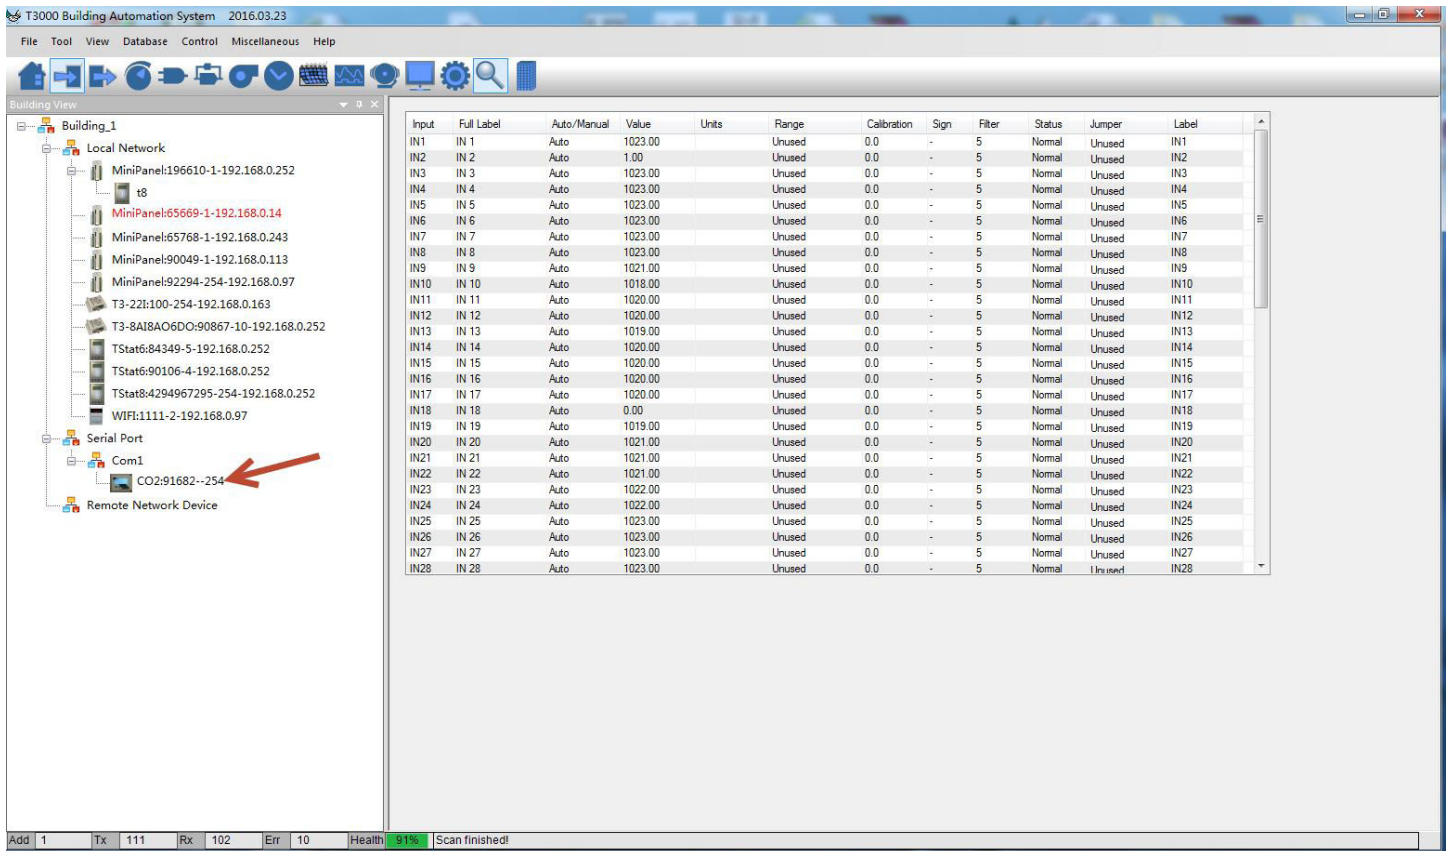 T3000 Building Automation System 2016.03.23
File Tool View Database Control Miscellaneous Help
Building View
Building_1
Local Network
MiniPanel:196610-1-192.168.0.252
t8
MiniPanel:65669-1-192.168.0.14
MiniPanel:65768-1-192.168.0.243
MiniPanel:90049-1-192.168.0.113
MiniPanel:92294-254-192.168.0.97
T3-22I:100-254-192.168.0.163
T3-8AI8AO6DO:90867-10-192.168.0.252
TStat6:84349-5-192.168.0.252
TStat6:90106-4-192.168.0.252
TStat8:4294967295-254-192.168.0.252
WIFI:1111-2-192.168.0.97
Serial Port
Com1
CO2:91682--254
Remote Network Device
Input Full Label Auto/Manual Value Units Range Calibration Sign Filter Status Jumper Label
IN1 IN 1 Auto 1023.00 Unused 0.0 - 5 Normal Unused IN1
IN2 IN 2 Auto 1.00 Unused 0.0 - 5 Normal Unused IN2
IN3 IN 3 Auto 1023.00 Unused 0.0 - 5 Normal Unused IN3
IN4 IN 4 Auto 1023.00 Unused 0.0 - 5 Normal Unused IN4
IN5 IN 5 Auto 1023.00 Unused 0.0 - 5 Normal Unused IN5
IN6 IN 6 Auto 1023.00 Unused 0.0 - 5 Normal Unused IN6
IN7 IN 7 Auto 1023.00 Unused 0.0 - 5 Normal Unused IN7
IN8 IN 8 Auto 1023.00 Unused 0.0 - 5 Normal Unused IN8
IN9 IN 9 Auto 1021.00 Unused 0.0 - 5 Normal Unused IN9
IN10 IN 10 Auto 1018.00 Unused 0.0 - 5 Normal Unused IN10
IN11 IN 11 Auto 1020.00 Unused 0.0 - 5 Normal Unused IN11
IN12 IN 12 Auto 1020.00 Unused 0.0 - 5 Normal Unused IN12
IN13 IN 13 Auto 1019.00 Unused 0.0 - 5 Normal Unused IN13
IN14 IN 14 Auto 1020.00 Unused 0.0 - 5 Normal Unused IN14
IN15 IN 15 Auto 1020.00 Unused 0.0 - 5 Normal Unused IN15
IN16 IN 16 Auto 1020.00 Unused 0.0 - 5 Normal Unused IN16
IN17 IN 17 Auto 1020.00 Unused 0.0 - 5 Normal Unused IN17
IN18 IN 18 Auto 0.00 Unused 0.0 - 5 Normal Unused IN18
IN19 IN 19 Auto 1019.00 Unused 0.0 - 5 Normal Unused IN19
IN20 IN 20 Auto 1021.00 Unused 0.0 - 5 Normal Unused IN20
IN21 IN 21 Auto 1021.00 Unused 0.0 - 5 Normal Unused IN21
IN22 IN 22 Auto 1021.00 Unused 0.0 - 5 Normal Unused IN22
IN23 IN 23 Auto 1022.00 Unused 0.0 - 5 Normal Unused IN23
IN24 IN 24 Auto 1022.00 Unused 0.0 - 5 Normal Unused IN24
IN25 IN 25 Auto 1023.00 Unused 0.0 - 5 Normal Unused IN25
IN26 IN 26 Auto 1023.00 Unused 0.0 - 5 Normal Unused IN26
IN27 IN 27 Auto 1023.00 Unused 0.0 - 5 Normal Unused IN27
IN28 IN 28 Auto 1023.00 Unused 0.0 - 5 Normal Unused IN28
Add 1 Tx 111 Rx 102 Err 10 Health 91% Scan finished!